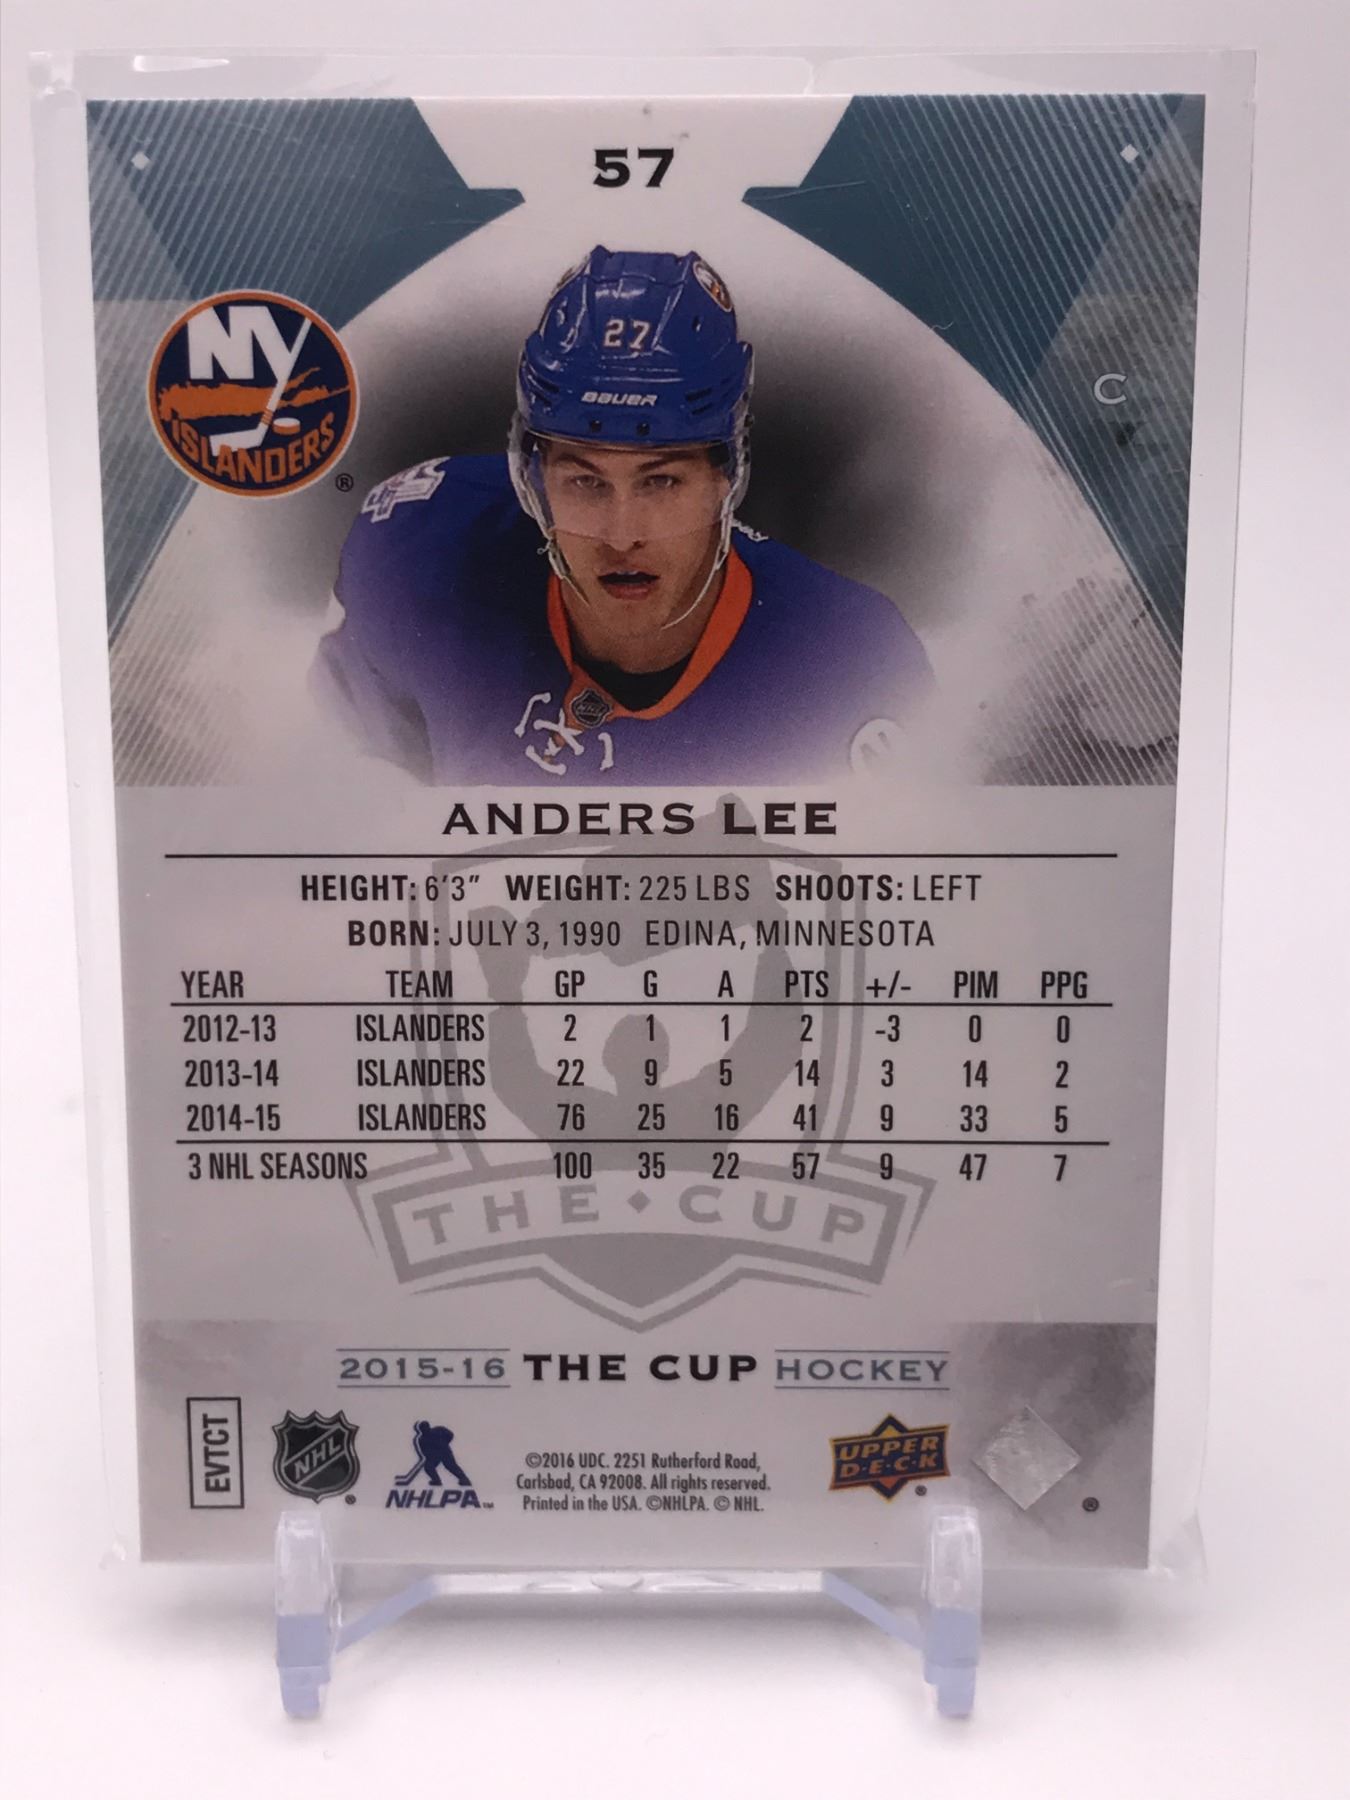 57
NY
ISLANDERS
®
C
27
BAUER
NHL
ANDERS LEE
HEIGHT: 6'3" WEIGHT: 225 LBS SHOOTS: LEFT
BORN: JULY 3, 1990 EDINA, MINNESOTA
YEAR TEAM GP G A PTS +/- PIM PPG
2012-13 ISLANDERS 2 1 1 2 -3 0 0
2013-14 ISLANDERS 22 9 5 14 3 14 2
2014-15 ISLANDERS 76 25 16 41 9 33 5
3 NHL SEASONS 100 35 22 57 9 47 7
THE CUP
2015-16 THE CUP HOCKEY
EVTCT
NHL
®
NHLPA™
©2016 UDC. 2251 Rutherford Road,
Carlsbad, CA 92008. All rights reserved.
Printed in the USA. ©NHLPA. © NHL.
UPPER
D·E·C·K
®
®